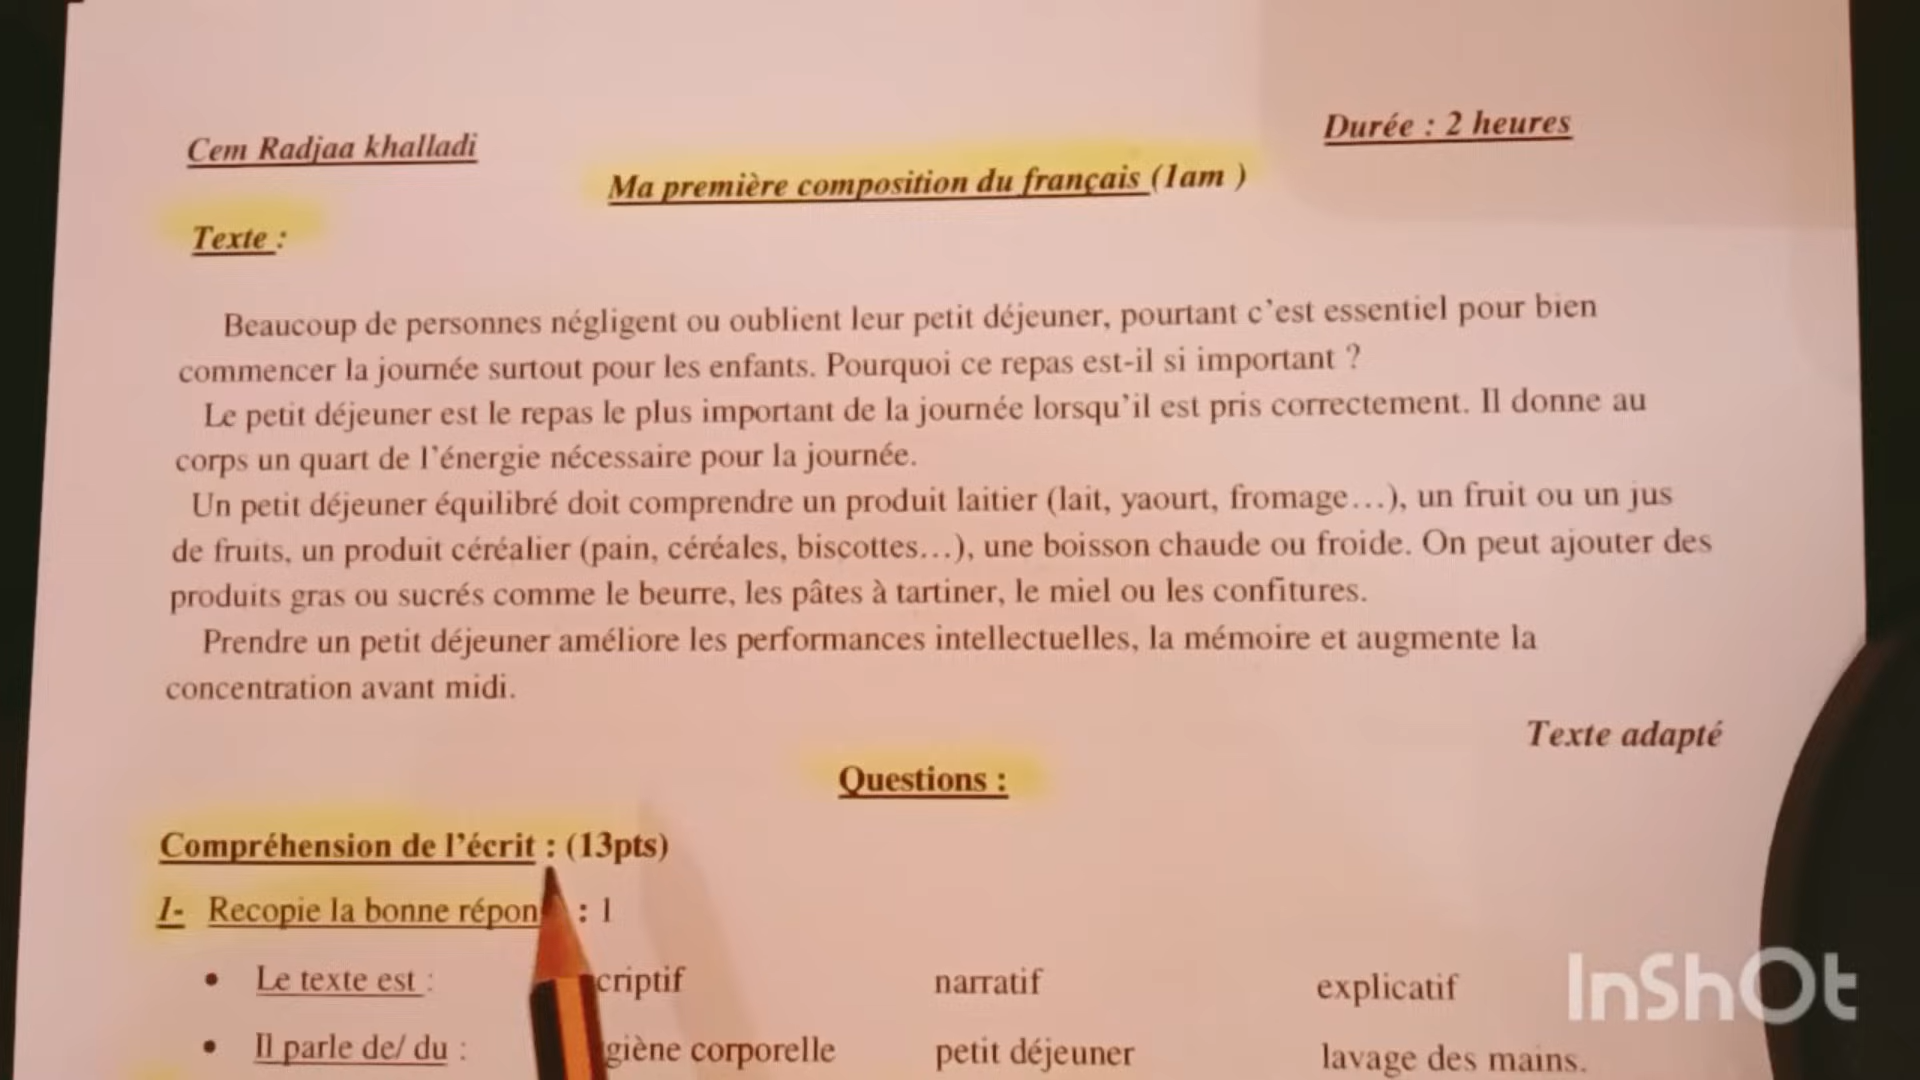 Cem Radjaa khalladi
Durée : 2 heures
Ma première composition du français (1am )
Texte :
Beaucoup de personnes négligent ou oublient leur petit déjeuner, pourtant c’est essentiel pour bien
commencer la journée surtout pour les enfants. Pourquoi ce repas est-il si important ?
Le petit déjeuner est le repas le plus important de la journée lorsqu’il est pris correctement. Il donne au
corps un quart de l’énergie nécessaire pour la journée.
Un petit déjeuner équilibré doit comprendre un produit laitier (lait, yaourt, fromage…), un fruit ou un jus
de fruits, un produit céréalier (pain, céréales, biscottes…), une boisson chaude ou froide. On peut ajouter des
produits gras ou sucrés comme le beurre, les pâtes à tartiner, le miel ou les confitures.
Prendre un petit déjeuner améliore les performances intellectuelles, la mémoire et augmente la
concentration avant midi.
Texte adapté
Questions :
Compréhension de l’écrit : (13pts)
1- Recopie la bonne répon : 1
• Le texte est : criptif narratif explicatif
• Il parle de/ du : giène corporelle petit déjeuner lavage des mains.
InShOt